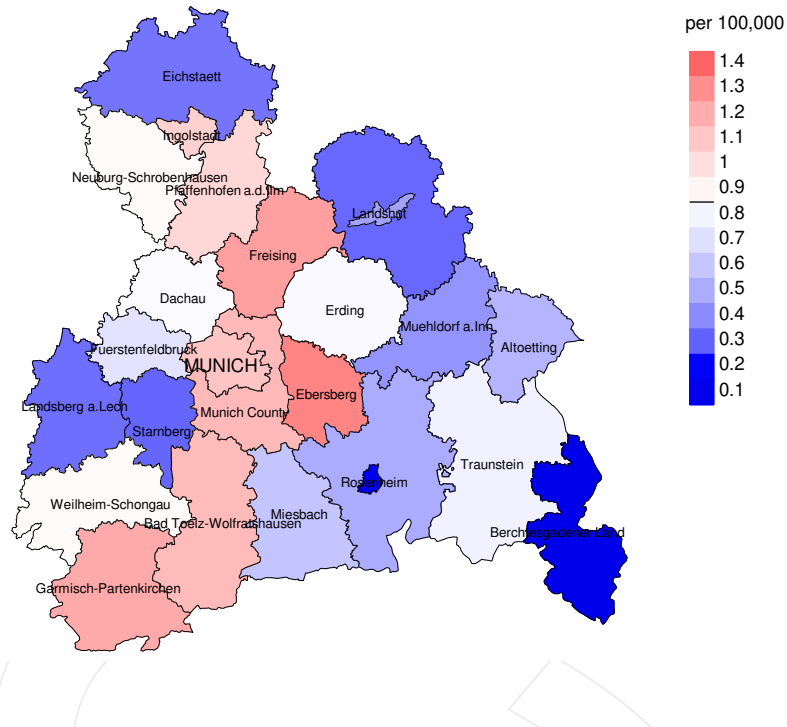 per 100,000
Eichstaett
1.4
1.3
1.2
1.1
1
0.9
0.8
0.7
0.6
0.5
0.4
0.3
0.2
0.1
Ingolstadt
Neuburg-Schrobenhausen
Pfaffenhofen a.d.Ilm
Landshut
Freising
Dachau
Erding
Muehldorf a.Inn
Altoetting
Fuerstenfeldbruck
MUNICH
Ebersberg
Landsberg a.Lech
Munich County
Starnberg
Traunstein
Rosenheim
Weilheim-Schongau
Miesbach
Bad Toelz-Wolfratshausen
Berchtesgadener Land
Garmisch-Partenkirchen